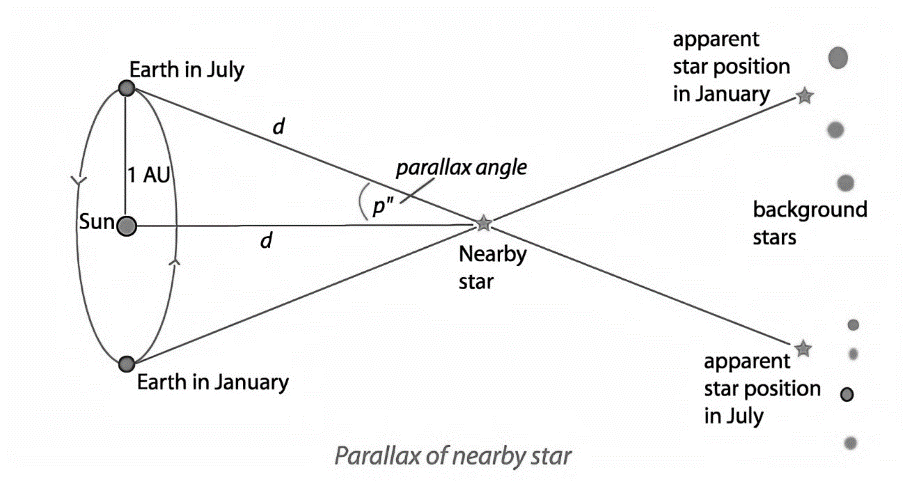 Earth in July
apparent
star position
in January
d
parallax angle
1 AU
p"
Sun
d
background
stars
Nearby
star
Earth in January
apparent
star position
in July
Parallax of nearby star